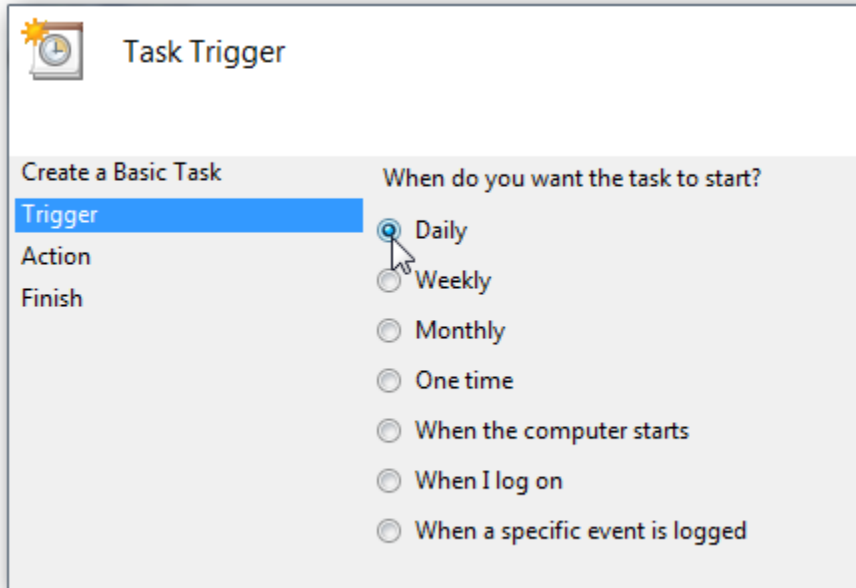 Task Trigger
Create a Basic Task
Trigger
Action
Finish
When do you want the task to start?
Daily
Weekly
Monthly
One time
When the computer starts
When I log on
When a specific event is logged